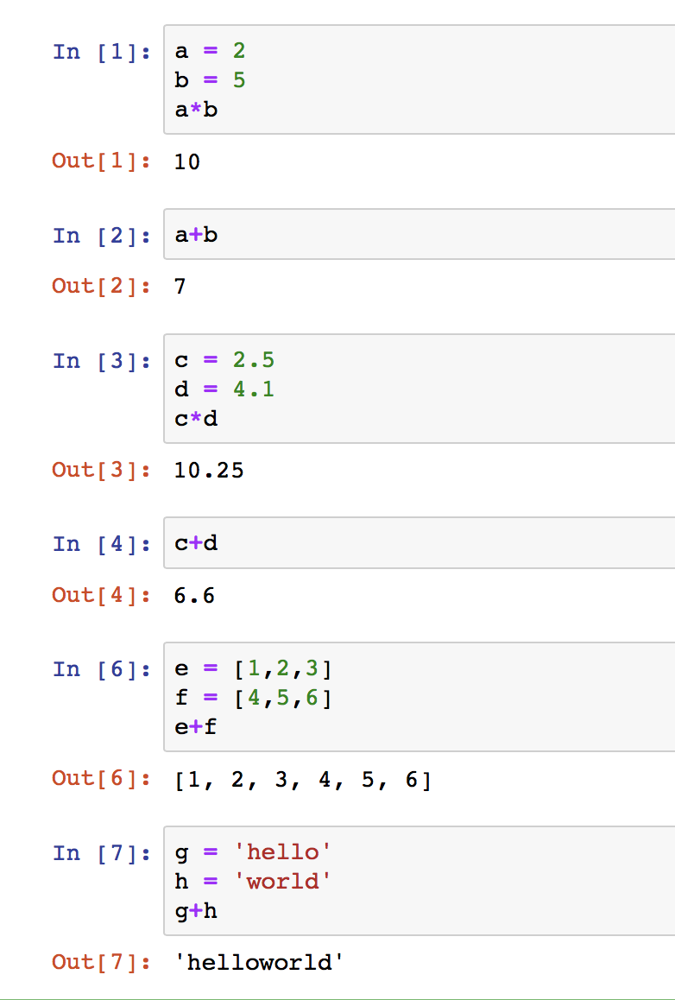 In [1]: a = 2
b = 5
a*b
Out[1]: 10
In [2]: a+b
Out[2]: 7
In [3]: c = 2.5
d = 4.1
c*d
Out[3]: 10.25
In [4]: c+d
Out[4]: 6.6
In [6]: e = [1,2,3]
f = [4,5,6]
e+f
Out[6]: [1, 2, 3, 4, 5, 6]
In [7]: g = 'hello'
h = 'world'
g+h
Out[7]: 'helloworld'